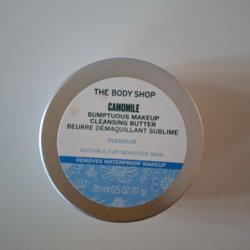 THE BODY SHOP
CAMOMILE
SUMPTUOUS MAKEUP
CLEANSING BUTTER
BEURRE DÉMAQUILLANT SUBLIME
DISSOLVE
SUITABLE FOR SENSITIVE SKIN
REMOVES WATERPROOF MAKEUP
20 ml 0.5 OZ (17 g)